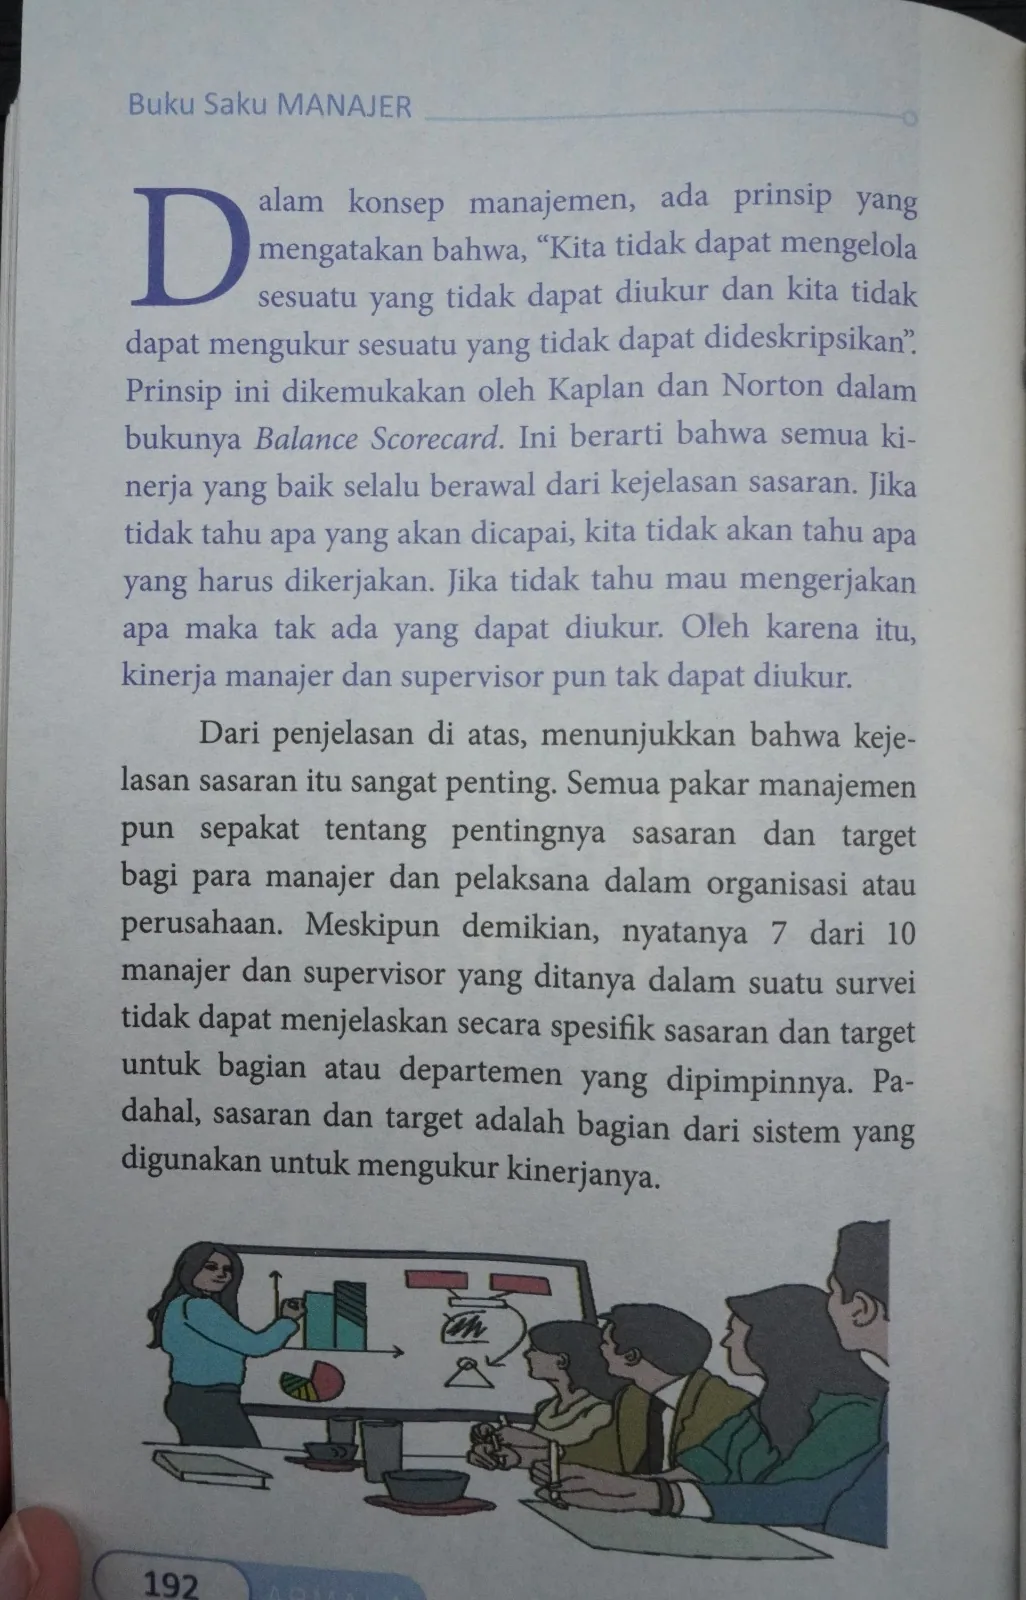 Buku Saku MANAJER
Dalam konsep manajemen, ada prinsip yang
mengatakan bahwa, “Kita tidak dapat mengelola
sesuatu yang tidak dapat diukur dan kita tidak
dapat mengukur sesuatu yang tidak dapat dideskripsikan”.
Prinsip ini dikemukakan oleh Kaplan dan Norton dalam
bukunya Balance Scorecard. Ini berarti bahwa semua ki-
nerja yang baik selalu berawal dari kejelasan sasaran. Jika
tidak tahu apa yang akan dicapai, kita tidak akan tahu apa
yang harus dikerjakan. Jika tidak tahu mau mengerjakan
apa maka tak ada yang dapat diukur. Oleh karena itu,
kinerja manajer dan supervisor pun tak dapat diukur.
Dari penjelasan di atas, menunjukkan bahwa keje-
lasan sasaran itu sangat penting. Semua pakar manajemen
pun sepakat tentang pentingnya sasaran dan target
bagi para manajer dan pelaksana dalam organisasi atau
perusahaan. Meskipun demikian, nyatanya 7 dari 10
manajer dan supervisor yang ditanya dalam suatu survei
tidak dapat menjelaskan secara spesifik sasaran dan target
untuk bagian atau departemen yang dipimpinnya. Pa-
dahal, sasaran dan target adalah bagian dari sistem yang
digunakan untuk mengukur kinerjanya.
192